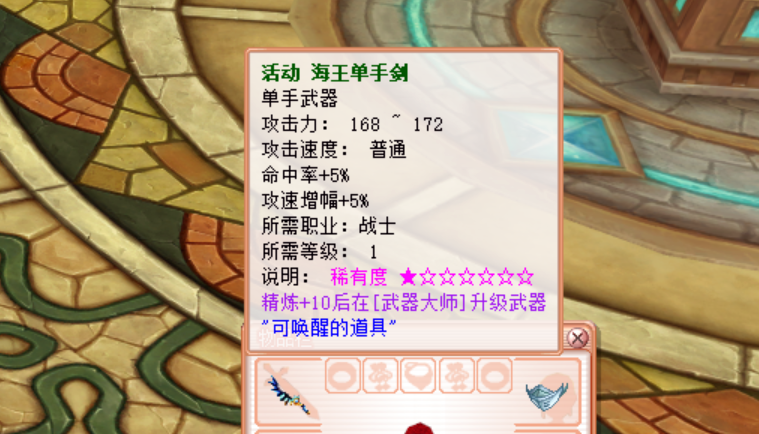 活动 海王单手剑
单手武器
攻击力： 168 ~ 172
攻击速度： 普通
命中率+5%
攻速增幅+5%
所需职业：战士
所需等级： 1
说明： 稀有度 ★☆☆☆☆☆☆
精炼+10后在[武器大师]升级武器
"可唤醒的道具"